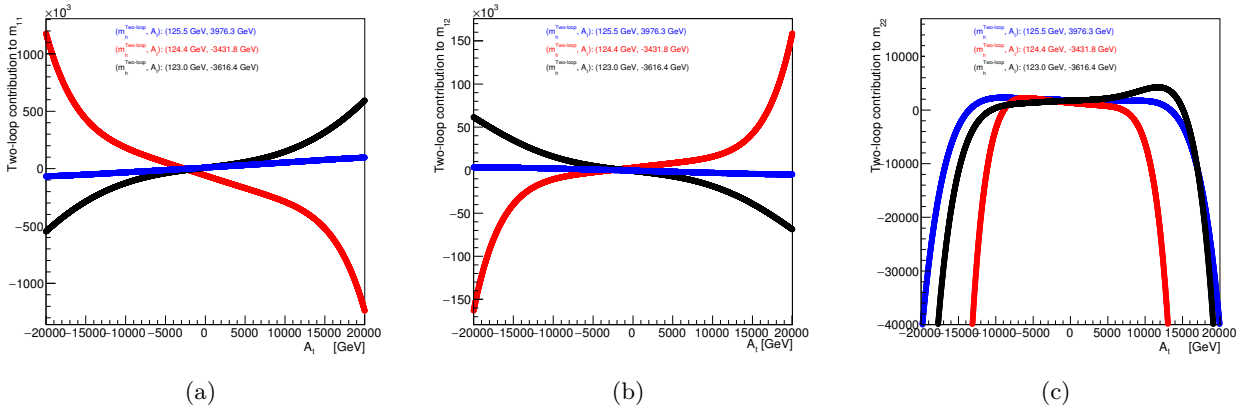 ×10³
Two-loop contribution to m₁₁
(m_h^Two-loop, A_t): (125.5 GeV, 3976.3 GeV)
(m_h^Two-loop, A_t): (124.4 GeV, -3431.8 GeV)
(m_h^Two-loop, A_t): (123.0 GeV, -3616.4 GeV)
1000
500
0
−500
−1000
−20000 −15000 −10000 −5000 0 5000 10000 15000 20000
A_t [GeV]
(a)
×10³
Two-loop contribution to m₁₂
(m_h^Two-loop, A_t): (125.5 GeV, 3976.3 GeV)
(m_h^Two-loop, A_t): (124.4 GeV, -3431.8 GeV)
(m_h^Two-loop, A_t): (123.0 GeV, -3616.4 GeV)
150
100
50
0
−50
−100
−150
−20000 −15000 −10000 −5000 0 5000 10000 15000 20000
A_t [GeV]
(b)
Two-loop contribution to m₂₂
(m_h^Two-loop, A_t): (125.5 GeV, 3976.3 GeV)
(m_h^Two-loop, A_t): (124.4 GeV, -3431.8 GeV)
(m_h^Two-loop, A_t): (123.0 GeV, -3616.4 GeV)
10000
0
−10000
−20000
−30000
−40000
−20000 −15000 −10000 −5000 0 5000 10000 15000 20000
A_t [GeV]
(c)